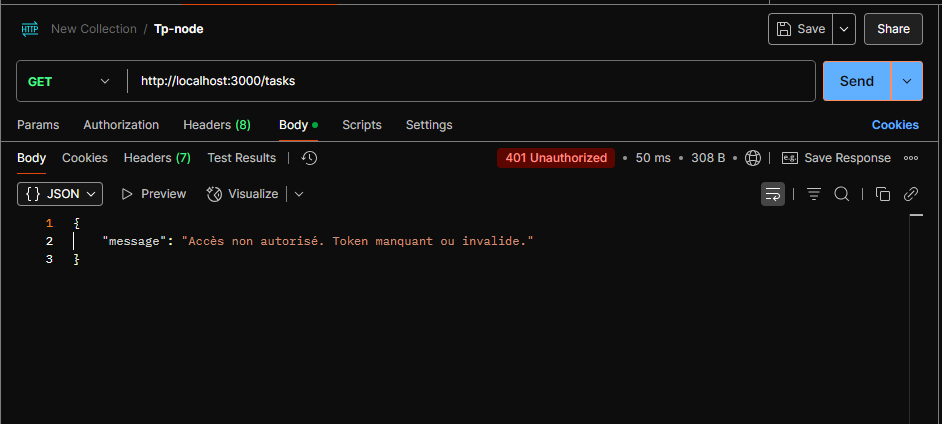 HTTP New Collection / Tp-node Save Share
GET http://localhost:3000/tasks Send
Params Authorization Headers (8) Body Scripts Settings Cookies
Body Cookies Headers (7) Test Results 401 Unauthorized • 50 ms • 308 B • e.g. Save Response
{ } JSON Preview Visualize
1 {
2 "message": "Accès non autorisé. Token manquant ou invalide."
3 }